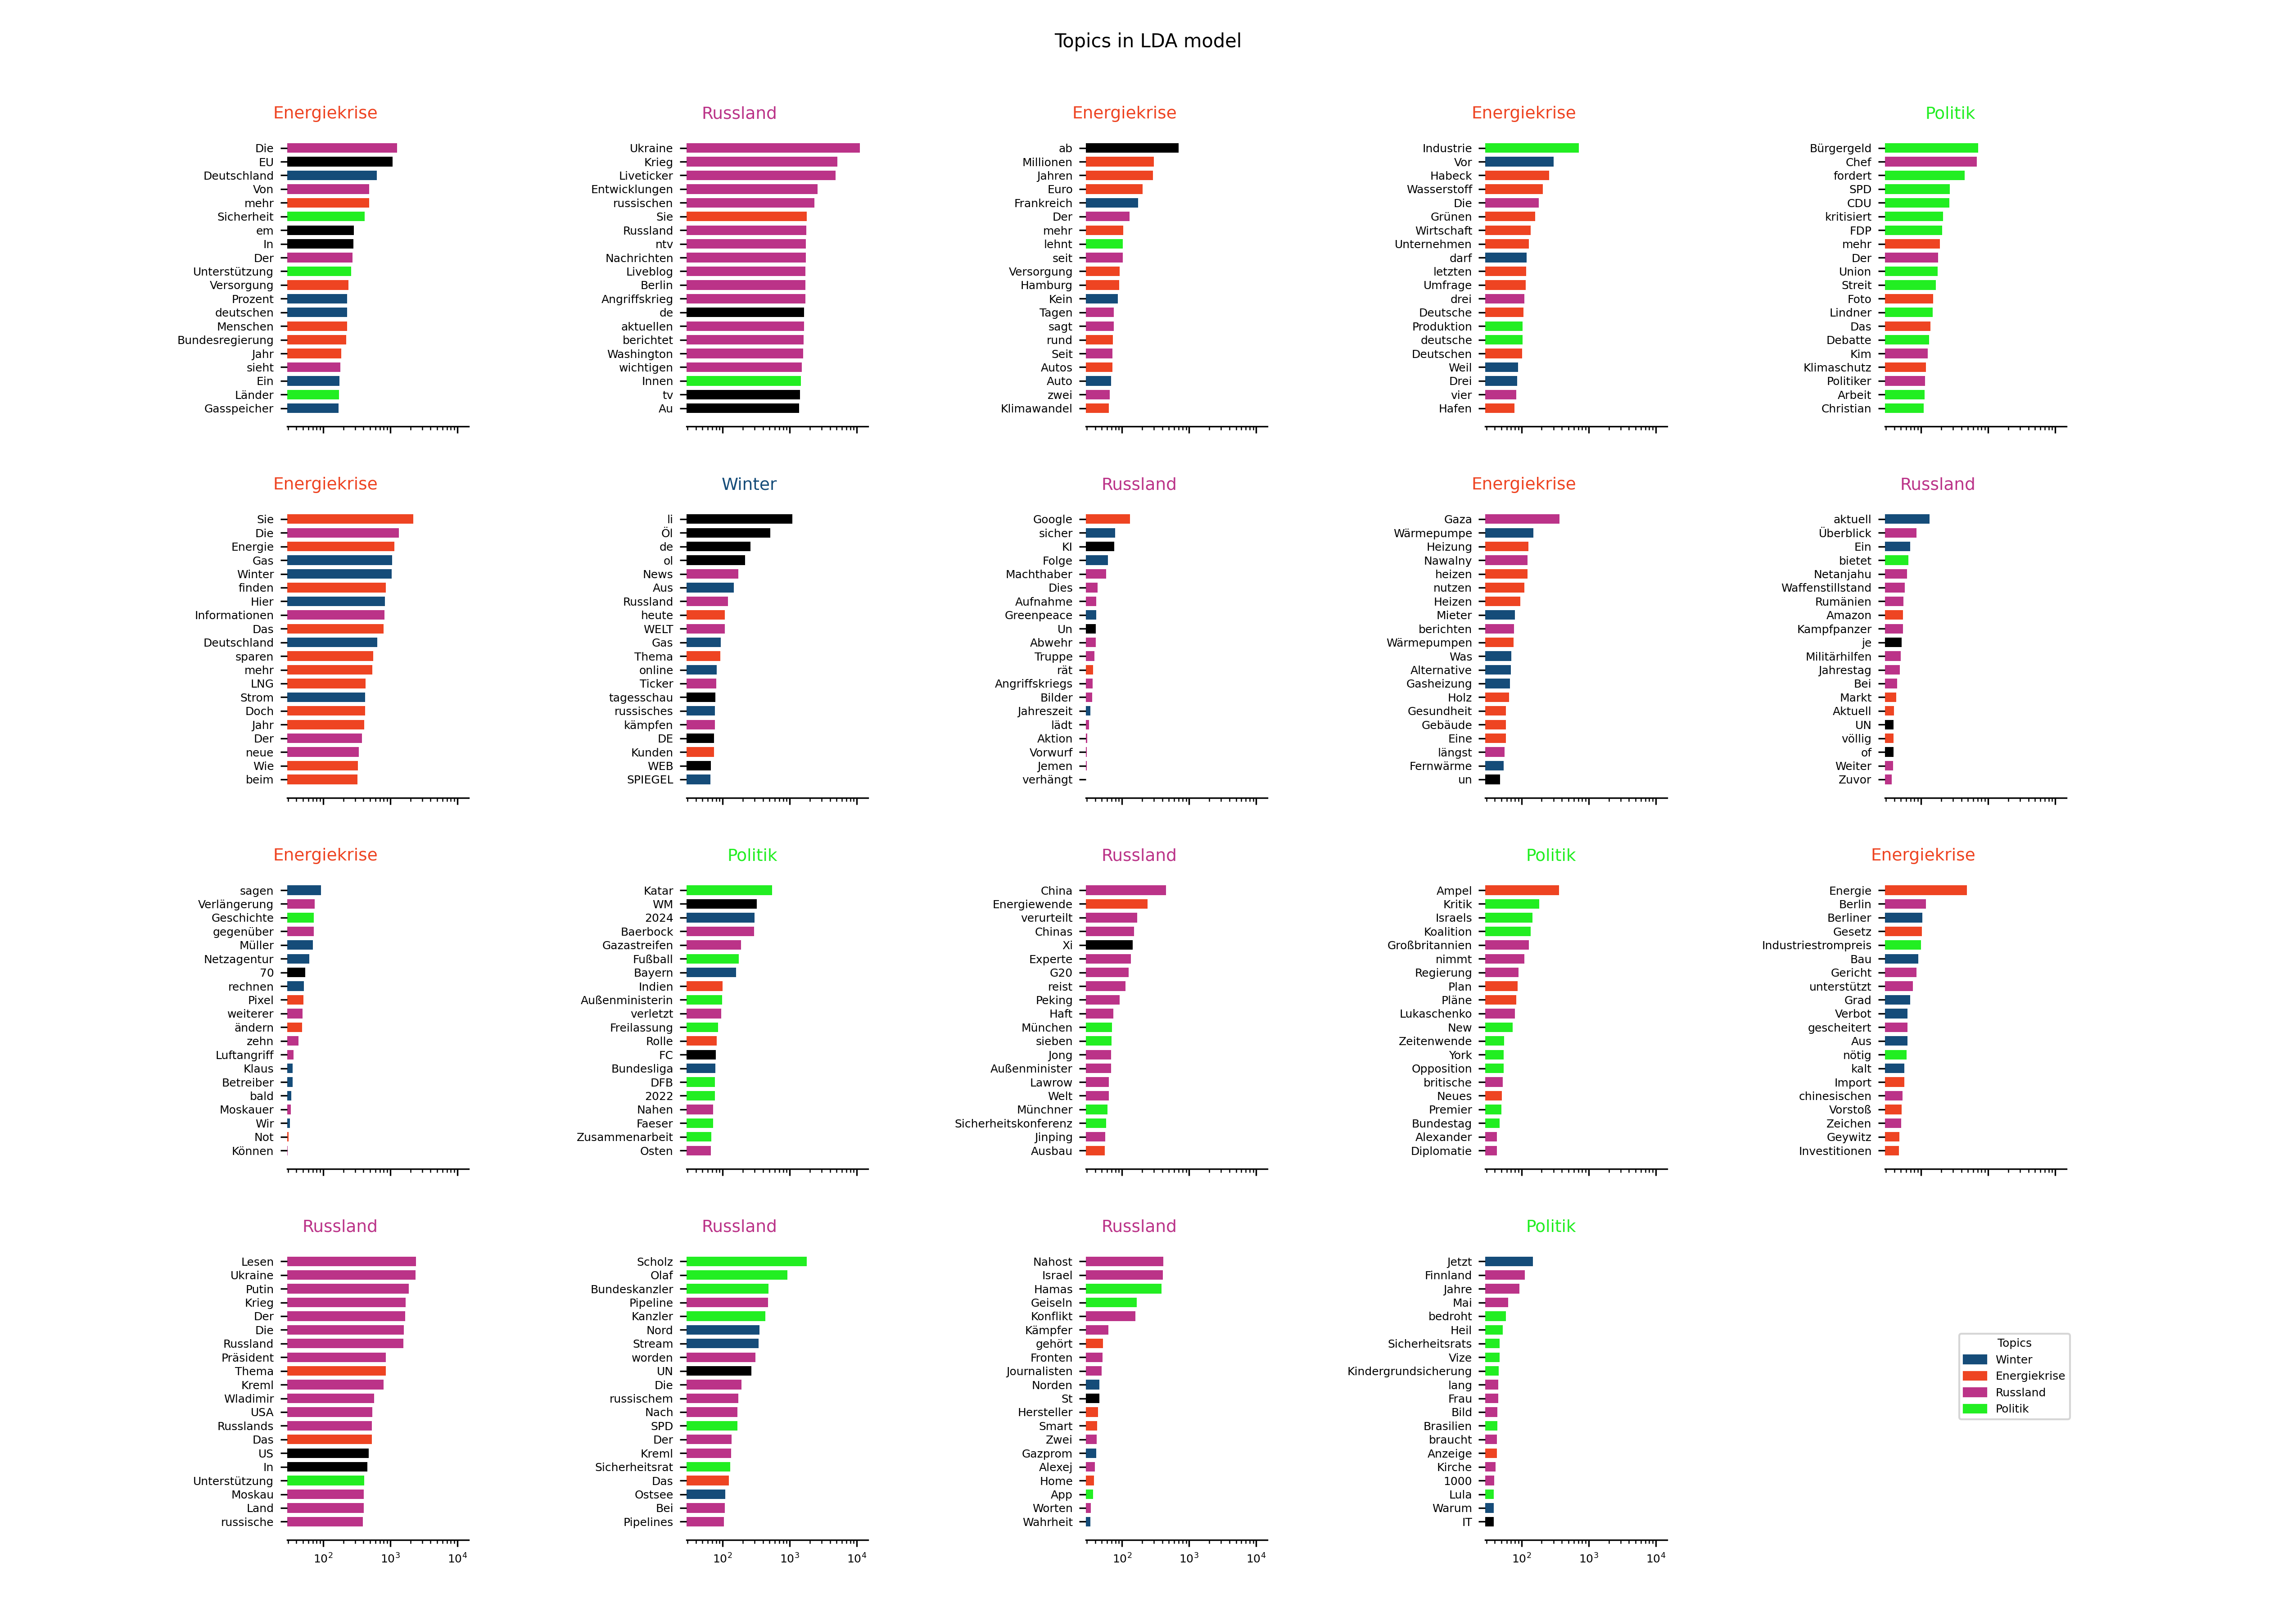 Topics in LDA model
Energiekrise
Die
EU
Deutschland
Von
mehr
Sicherheit
em
In
Der
Unterstützung
Versorgung
Prozent
deutschen
Menschen
Bundesregierung
Jahr
sieht
Ein
Länder
Gasspeicher
Russland
Ukraine
Krieg
Liveticker
Entwicklungen
russischen
Sie
Russland
ntv
Nachrichten
Liveblog
Berlin
Angriffskrieg
de
aktuellen
berichtet
Washington
wichtigen
Innen
tv
Au
Energiekrise
ab
Millionen
Jahren
Euro
Frankreich
Der
mehr
lehnt
seit
Versorgung
Hamburg
Kein
Tagen
sagt
rund
Seit
Autos
Auto
zwei
Klimawandel
Energiekrise
Industrie
Vor
Habeck
Wasserstoff
Die
Grünen
Wirtschaft
Unternehmen
darf
letzten
Umfrage
drei
Deutsche
Produktion
deutsche
Deutschen
Weil
Drei
vier
Hafen
Politik
Bürgergeld
Chef
fordert
SPD
CDU
kritisiert
FDP
mehr
Der
Union
Streit
Foto
Lindner
Das
Debatte
Kim
Klimaschutz
Politiker
Arbeit
Christian
Energiekrise
Sie
Die
Energie
Gas
Winter
finden
Hier
Informationen
Das
Deutschland
sparen
mehr
LNG
Strom
Doch
Jahr
Der
neue
Wie
beim
Winter
li
Öl
de
ol
News
Aus
Russland
heute
WELT
Gas
Thema
online
Ticker
tagesschau
russisches
kämpfen
DE
Kunden
WEB
SPIEGEL
Russland
Google
sicher
KI
Folge
Machthaber
Dies
Aufnahme
Greenpeace
Un
Abwehr
Truppe
rät
Angriffskriegs
Bilder
Jahreszeit
lädt
Aktion
Vorwurf
Jemen
verhängt
Energiekrise
Gaza
Wärmepumpe
Heizung
Nawalny
heizen
nutzen
Heizen
Mieter
berichten
Wärmepumpen
Was
Alternative
Gasheizung
Holz
Gesundheit
Gebäude
Eine
längst
Fernwärme
un
Russland
aktuell
Überblick
Ein
bietet
Netanjahu
Waffenstillstand
Rumänien
Amazon
Kampfpanzer
je
Militärhilfen
Jahrestag
Bei
Markt
Aktuell
UN
völlig
of
Weiter
Zuvor
Energiekrise
sagen
Verlängerung
Geschichte
gegenüber
Müller
Netzagentur
70
rechnen
Pixel
weiterer
ändern
zehn
Luftangriff
Klaus
Betreiber
bald
Moskauer
Wir
Not
Können
Politik
Katar
WM
2024
Baerbock
Gazastreifen
Fußball
Bayern
Indien
Außenministerin
verletzt
Freilassung
Rolle
FC
Bundesliga
DFB
2022
Nahen
Faeser
Zusammenarbeit
Osten
Russland
China
Energiewende
verurteilt
Chinas
Xi
Experte
G20
reist
Peking
Haft
München
sieben
Jong
Außenminister
Lawrow
Welt
Münchner
Sicherheitskonferenz
Jinping
Ausbau
Politik
Ampel
Kritik
Israels
Koalition
Großbritannien
nimmt
Regierung
Plan
Pläne
Lukaschenko
New
Zeitenwende
York
Opposition
britische
Neues
Premier
Bundestag
Alexander
Diplomatie
Energiekrise
Energie
Berlin
Berliner
Gesetz
Industriestrompreis
Bau
Gericht
unterstützt
Grad
Verbot
gescheitert
Aus
nötig
kalt
Import
chinesischen
Vorstoß
Zeichen
Geywitz
Investitionen
Russland
Lesen
Ukraine
Putin
Krieg
Der
Die
Russland
Präsident
Thema
Kreml
Wladimir
USA
Russlands
Das
US
In
Unterstützung
Moskau
Land
russische
10² 10³ 10⁴
Russland
Scholz
Olaf
Bundeskanzler
Pipeline
Kanzler
Nord
Stream
worden
UN
Die
russischem
Nach
SPD
Der
Kreml
Sicherheitsrat
Das
Ostsee
Bei
Pipelines
10² 10³ 10⁴
Russland
Nahost
Israel
Hamas
Geiseln
Konflikt
Kämpfer
gehört
Fronten
Journalisten
Norden
St
Hersteller
Smart
Zwei
Gazprom
Alexej
Home
App
Worten
Wahrheit
10² 10³ 10⁴
Politik
Jetzt
Finnland
Jahre
Mai
bedroht
Heil
Sicherheitsrats
Vize
Kindergrundsicherung
lang
Frau
Bild
Brasilien
braucht
Anzeige
Kirche
1000
Lula
Warum
IT
10² 10³ 10⁴
Topics
Winter
Energiekrise
Russland
Politik